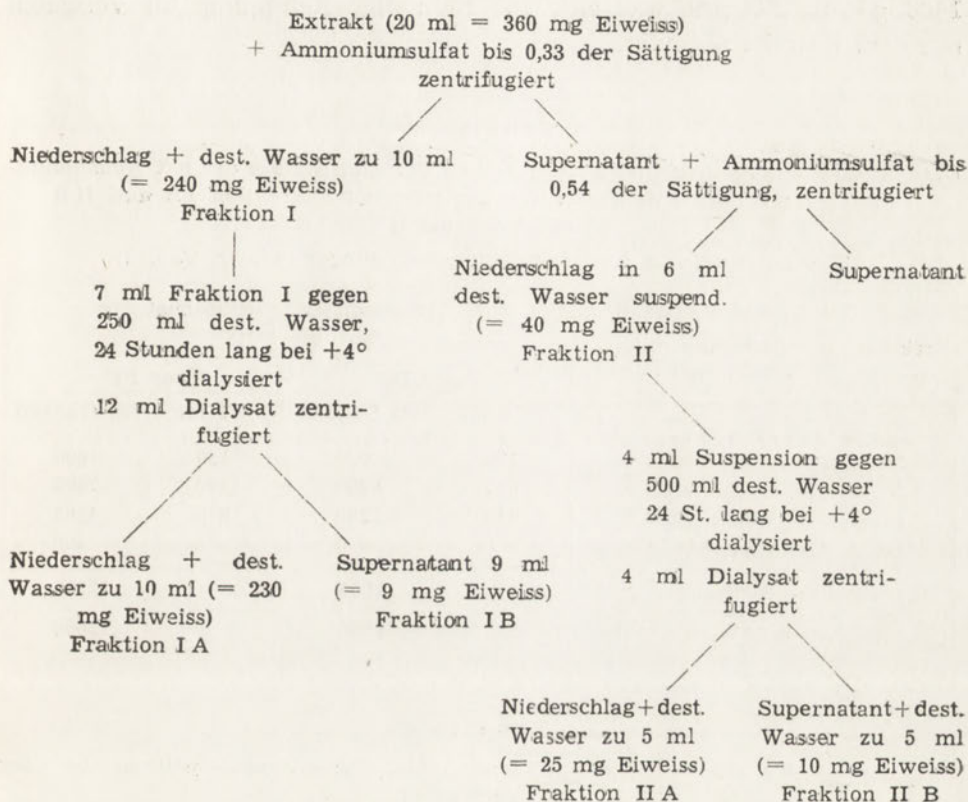 Extrakt (20 ml = 360 mg Eiweiss)
+ Ammoniumsulfat bis 0,33 der Sättigung
zentrifugiert
Niederschlag + dest. Wasser zu 10 ml
(= 240 mg Eiweiss)
Fraktion I
Supernatant + Ammoniumsulfat bis
0,54 der Sättigung, zentrifugiert
7 ml Fraktion I gegen
250 ml dest. Wasser,
24 Stunden lang bei +4°
dialysiert
12 ml Dialysat zentri-
fugiert
Niederschlag in 6 ml
dest. Wasser suspend.
(= 40 mg Eiweiss)
Fraktion II
Supernatant
4 ml Suspension gegen
500 ml dest. Wasser
24 St. lang bei +4°
dialysiert
4 ml Dialysat zentri-
fugiert
Niederschlag + dest.
Wasser zu 10 ml (= 230
mg Eiweiss)
Fraktion I A
Supernatant 9 ml
(= 9 mg Eiweiss)
Fraktion I B
Niederschlag+dest.
Wasser zu 5 ml
(= 25 mg Eiweiss)
Fraktion II A
Supernatant+dest.
Wasser zu 5 ml
(= 10 mg Eiweiss)
Fraktion II B